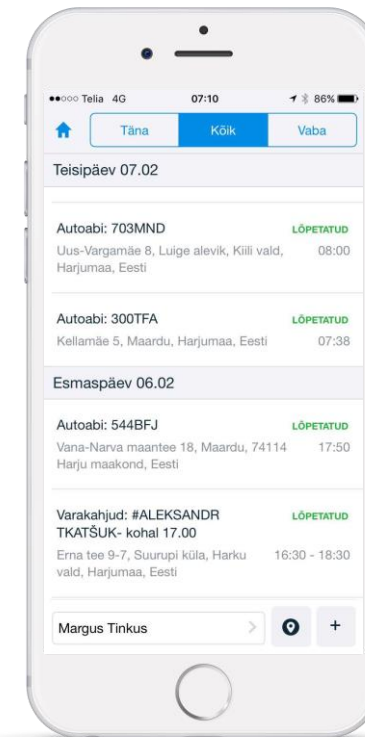 Telia 4G 07:10 86%
Täna Kõik Vaba
Teisipäev 07.02
Autoabi: 703MND LÕPETATUD
Uus-Vargamäe 8, Luige alevik, Kiili vald, 08:00
Harjumaa, Eesti
Autoabi: 300TFA LÕPETATUD
Kellamäe 5, Maardu, Harjumaa, Eesti 07:38
Esmaspäev 06.02
Autoabi: 544BFJ LÕPETATUD
Vana-Narva maantee 18, Maardu, 74114 17:50
Harju maakond, Eesti
Varakahjud: #ALEKSANDR LÕPETATUD
TKATŠUK- kohal 17.00
Erna tee 9-7, Suurupi küla, Harku 16:30 - 18:30
vald, Harjumaa, Eesti
Margus Tinkus